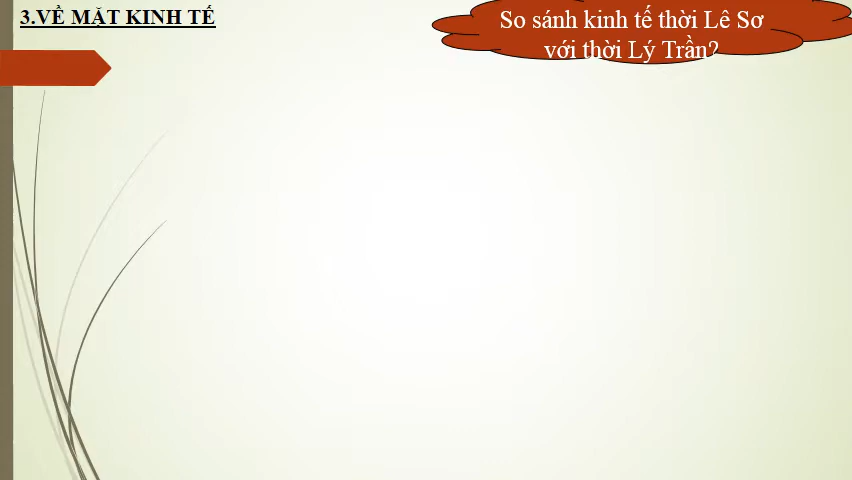 3.VỀ MẶT KINH TẾ
So sánh kinh tế thời Lê Sơ
với thời Lý Trần?